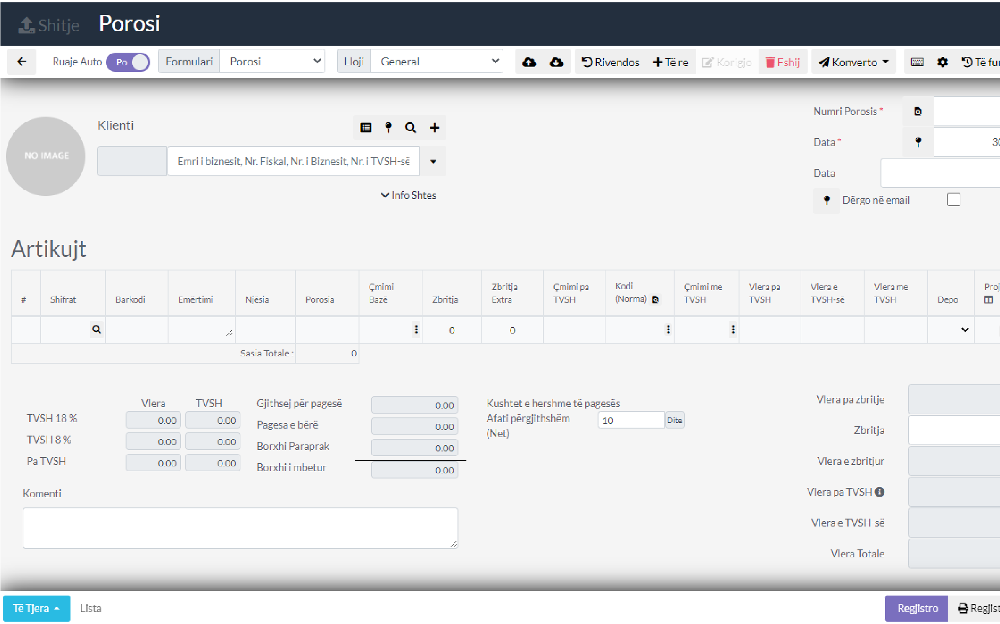 Shitje Porosi
Ruaje Auto Po Formulari Porosi Lloji General Rivendos Të re Korigjo Fshij Konverto
Numri Porosis *
Klienti
NO IMAGE
Data *
Emri i biznesit, Nr. Fiskal, Nr. i Biznesit, Nr. i TVSH-së
Data
Info Shtes
Dërgo në email
Artikujt
# Shifrat Barkodi Emërtimi Njësia Porosia Çmimi Bazë Zbritja Zbritja Extra Çmimi pa TVSH Kodi (Norma) Çmimi me TVSH Vlera pa TVSH Vlera e TVSH-së Vlera me TVSH Depo
0 0
Sasia Totale : 0
Vlera TVSH
TVSH 18 % 0.00 0.00
TVSH 8 % 0.00 0.00
Pa TVSH 0.00 0.00
Gjithsej për pagesë 0.00
Pagesa e bërë 0.00
Borxhi Paraprak 0.00
Borxhi i mbetur 0.00
Kushtet e hershme të pagesës
Afati përgjithshëm (Net) 10 Dite
Vlera pa zbritje
Zbritja
Vlera e zbritjur
Vlera pa TVSH
Vlera e TVSH-së
Vlera Totale
Komenti
Të Tjera Lista Regjistro